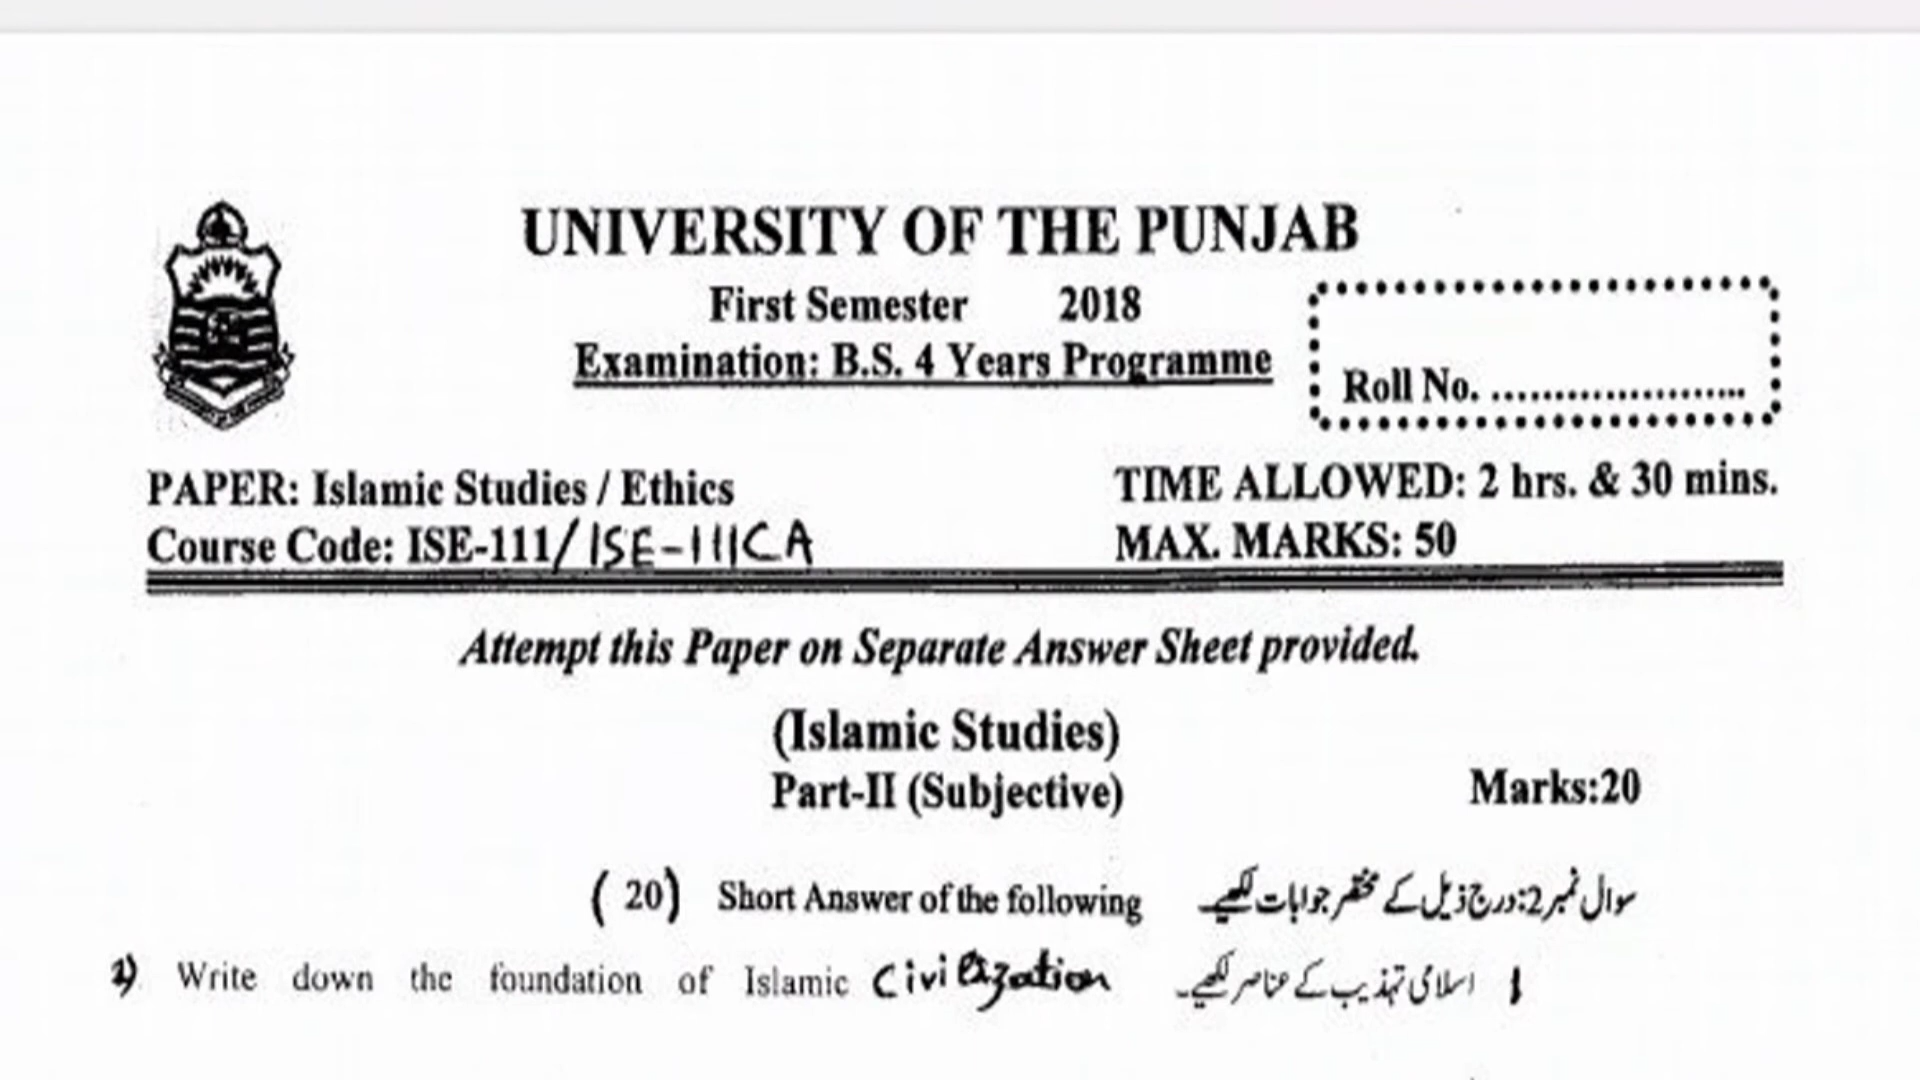 UNIVERSITY OF THE PUNJAB
First Semester 2018
Examination: B.S. 4 Years Programme
Roll No. ....................
PAPER: Islamic Studies / Ethics
TIME ALLOWED: 2 hrs. & 30 mins.
Course Code: ISE-111/ISE-111CA
MAX. MARKS: 50
Attempt this Paper on Separate Answer Sheet provided.
(Islamic Studies)
Part-II (Subjective)
Marks:20
سوال نمبر2:درج ذیل کے مختصر جوابات لکھیے۔
Short Answer of the following (20)
1) Write down the foundation of Islamic Civilization
1 اسلامی تہذیب کے عناصر لکھیے۔